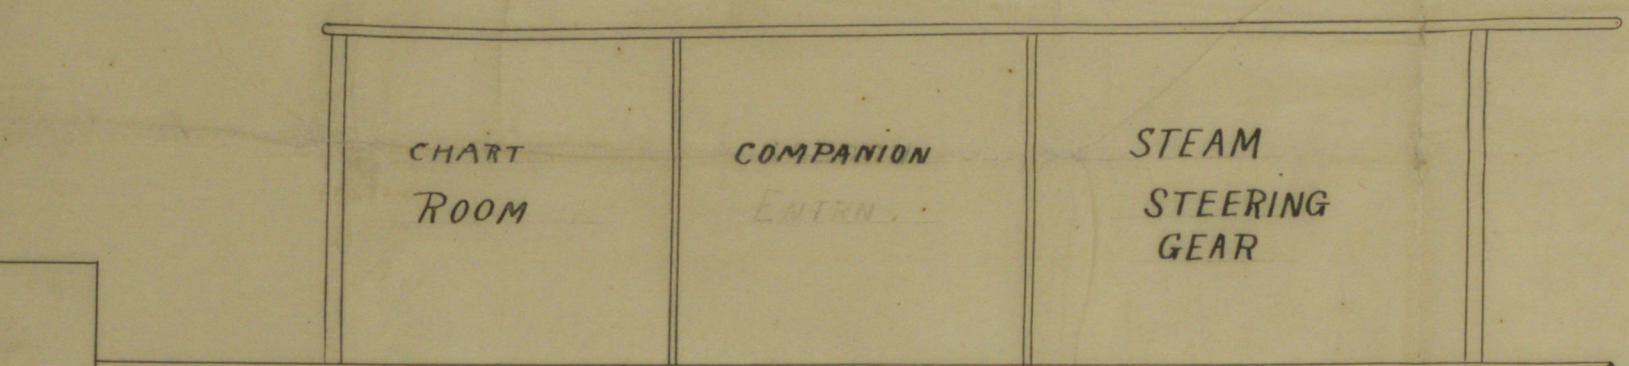 CHART
ROOM
COMPANION
ENTRN.
STEAM
STEERING
GEAR